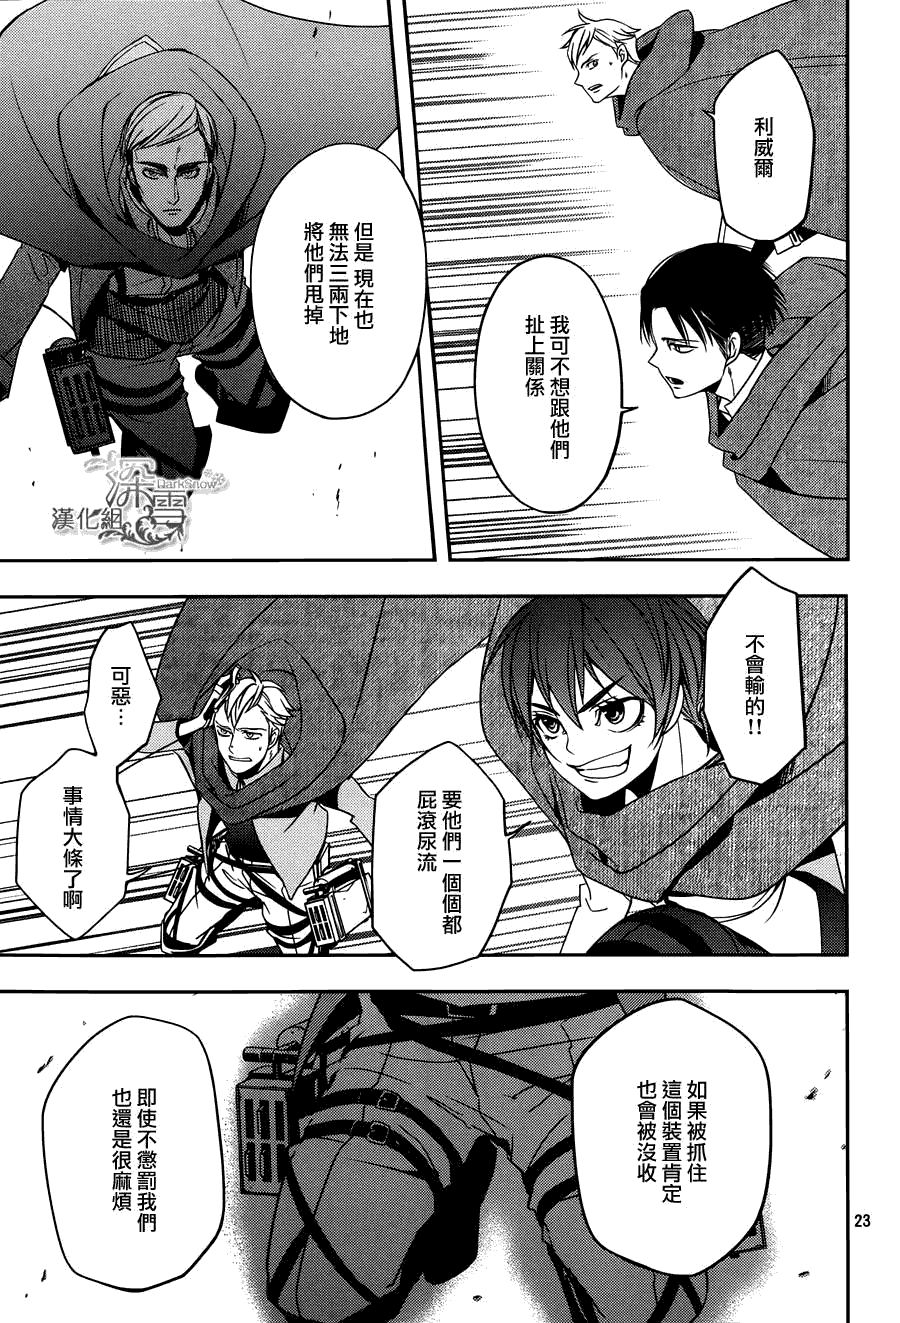 利威爾
我可不想跟他們
扯上關係
但是 現在也
無法三兩下地
將他們甩掉
深雪
DarkSnow
漢化組
不會輸的!!
要他們一個個都
屁滾尿流
可惡…
事情大條了啊
如果被抓住
這個裝置肯定
也會被沒收
即使不懲罰我們
也還是很麻煩
23